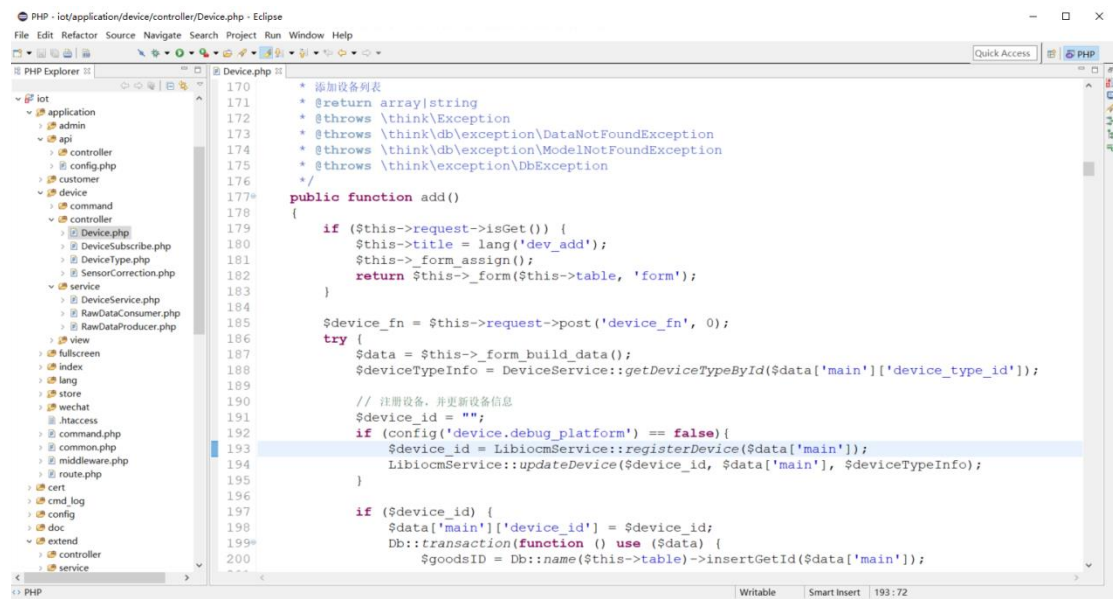 PHP - iot/application/device/controller/Device.php - Eclipse
File Edit Refactor Source Navigate Search Project Run Window Help
Quick Access PHP
PHP Explorer
iot
application
admin
api
controller
config.php
customer
device
command
controller
Device.php
DeviceSubscribe.php
DeviceType.php
SensorCorrection.php
service
DeviceService.php
RawDataConsumer.php
RawDataProducer.php
view
fullscreen
index
lang
store
wechat
.htaccess
command.php
common.php
middleware.php
route.php
cert
cmd_log
config
doc
extend
controller
service
Device.php
170 * 添加设备列表
171 * @return array|string
172 * @throws \think\Exception
173 * @throws \think\db\exception\DataNotFoundException
174 * @throws \think\db\exception\ModelNotFoundException
175 * @throws \think\exception\DbException
176 */
177 public function add()
178 {
179 if ($this->request->isGet()) {
180 $this->title = lang('dev_add');
181 $this->_form_assign();
182 return $this->_form($this->table, 'form');
183 }
184
185 $device_fn = $this->request->post('device_fn', 0);
186 try {
187 $data = $this->_form_build_data();
188 $deviceTypeInfo = DeviceService::getDeviceTypeById($data['main']['device_type_id']);
189
190 // 注册设备、并更新设备信息
191 $device_id = "";
192 if (config('device.debug_platform') == false){
193 $device_id = LibiocmService::registerDevice($data['main']);
194 LibiocmService::updateDevice($device_id, $data['main'], $deviceTypeInfo);
195 }
196
197 if ($device_id) {
198 $data['main']['device_id'] = $device_id;
199 Db::transaction(function () use ($data) {
200 $goodsID = Db::name($this->table)->insertGetId($data['main']);
PHP
Writable Smart Insert 193 : 72